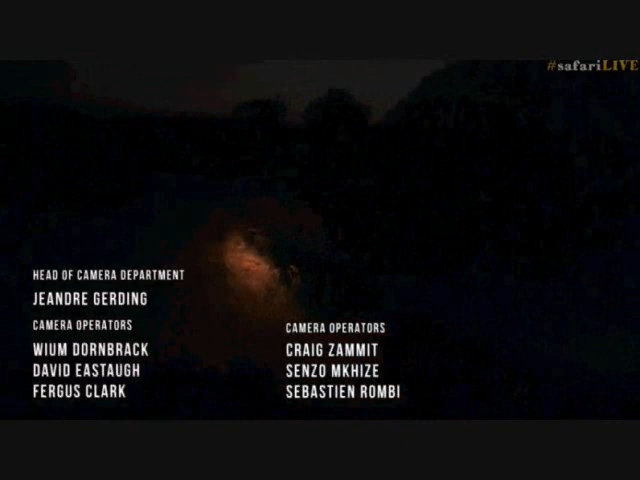 #safariLIVE
HEAD OF CAMERA DEPARTMENT
JEANDRE GERDING
CAMERA OPERATORS
WIUM DORNBRACK
DAVID EASTAUGH
FERGUS CLARK
CAMERA OPERATORS
CRAIG ZAMMIT
SENZO MKHIZE
SEBASTIEN ROMBI